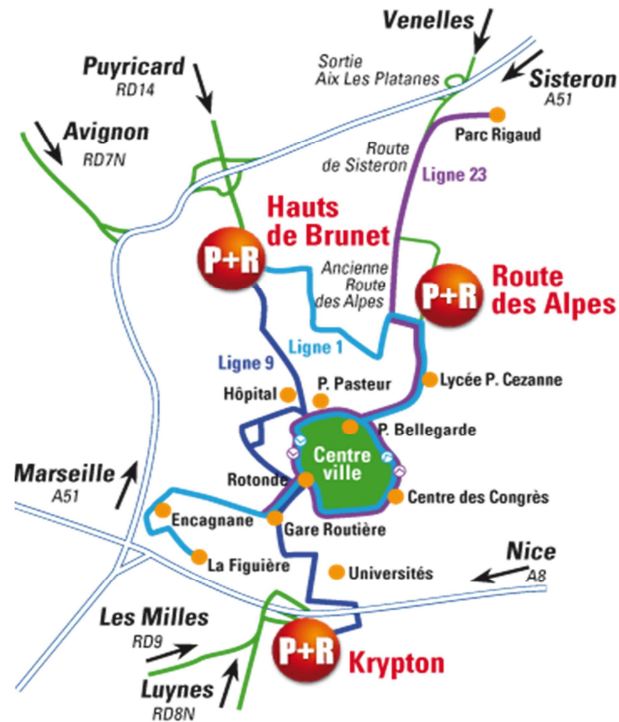 Venelles
Puyricard
RD14
Sortie
Aix Les Platanes
Sisteron
A51
Avignon
RD7N
Parc Rigaud
Route
de Sisteron
Ligne 23
Hauts
de Brunet
P+R
Ancienne
Route
des Alpes
P+R
Route
des Alpes
Ligne 1
Ligne 9
P. Pasteur
Lycée P. Cezanne
Hôpital
P. Bellegarde
Centre
ville
Marseille
A51
Rotonde
Centre des Congrès
Encagnane
Gare Routière
La Figuière
Universités
Nice
A8
Les Milles
RD9
P+R
Krypton
Luynes
RD8N